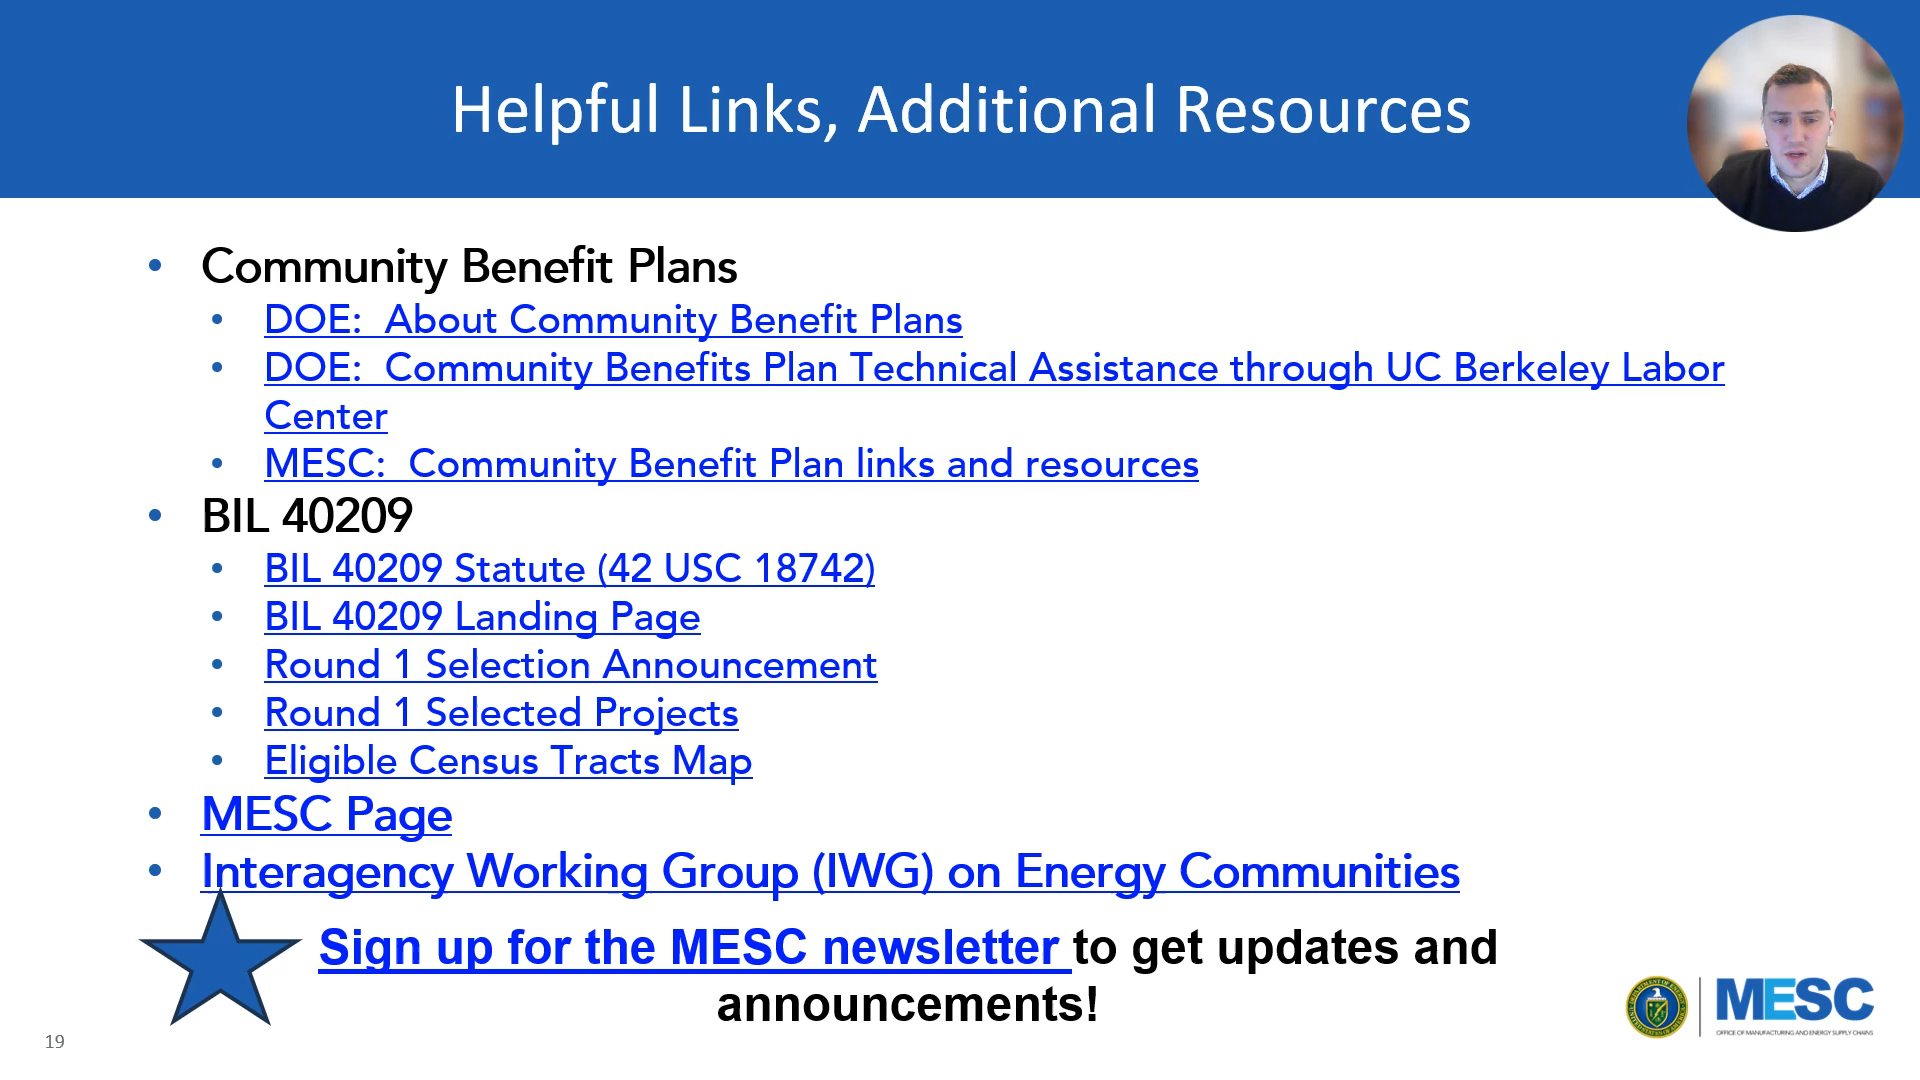 Helpful Links, Additional Resources
• Community Benefit Plans
• DOE:  About Community Benefit Plans
• DOE:  Community Benefits Plan Technical Assistance through UC Berkeley Labor
Center
• MESC:  Community Benefit Plan links and resources
• BIL 40209
• BIL 40209 Statute (42 USC 18742)
• BIL 40209 Landing Page
• Round 1 Selection Announcement
• Round 1 Selected Projects
• Eligible Census Tracts Map
• MESC Page
• Interagency Working Group (IWG) on Energy Communities
Sign up for the MESC newsletter to get updates and
announcements!
MESC
OFFICE OF MANUFACTURING AND ENERGY SUPPLY CHAINS
19